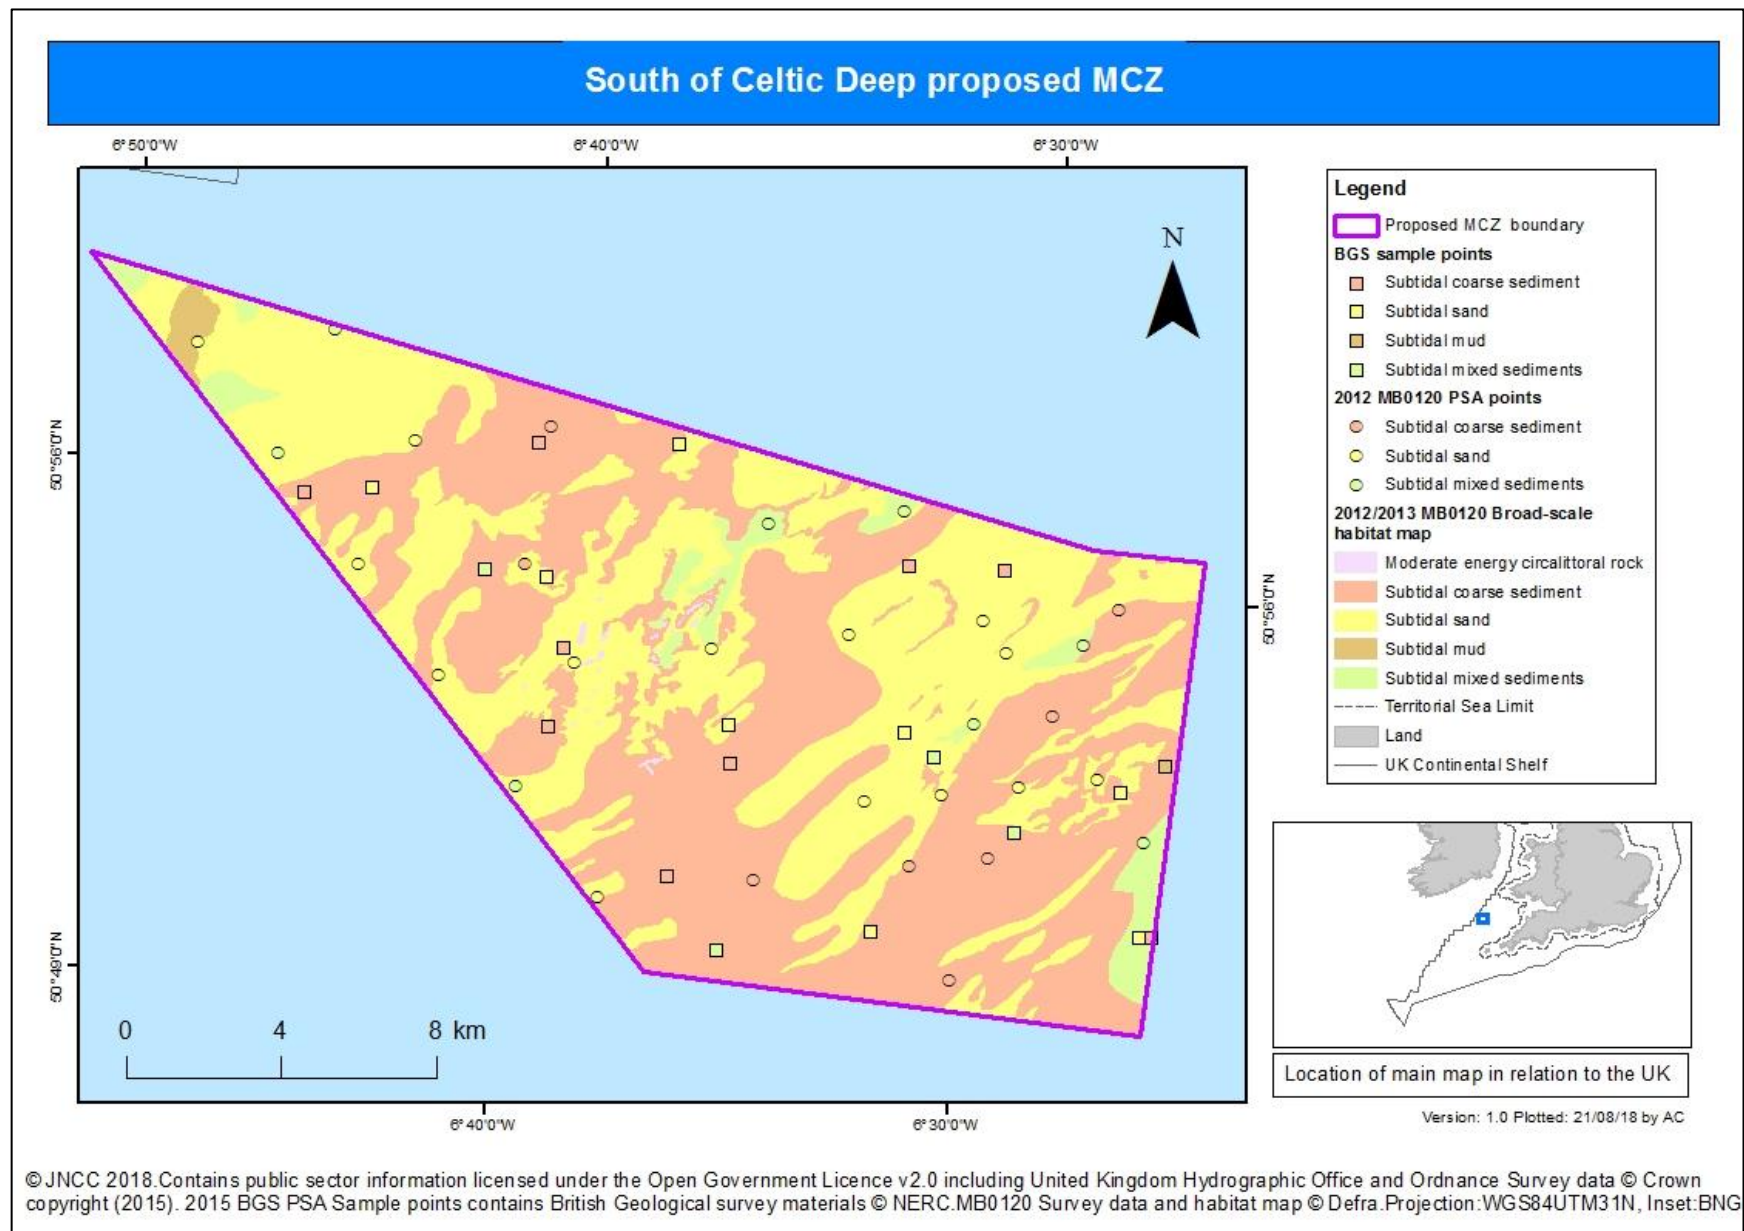 South of Celtic Deep proposed MCZ
6°50'0"W
6°40'0"W
6°30'0"W
N
50°56'0"N
50°49'0"N
50°56'0"N
0
4
8 km
6°40'0"W
6°30'0"W
Legend
Proposed MCZ boundary
BGS sample points
Subtidal coarse sediment
Subtidal sand
Subtidal mud
Subtidal mixed sediments
2012 MB0120 PSA points
Subtidal coarse sediment
Subtidal sand
Subtidal mixed sediments
2012/2013 MB0120 Broad-scale
habitat map
Moderate energy circalittoral rock
Subtidal coarse sediment
Subtidal sand
Subtidal mud
Subtidal mixed sediments
Territorial Sea Limit
Land
UK Continental Shelf
Location of main map in relation to the UK
Version: 1.0 Plotted: 21/08/18 by AC
© JNCC 2018.Contains public sector information licensed under the Open Government Licence v2.0 including United Kingdom Hydrographic Office and Ordnance Survey data © Crown
copyright (2015). 2015 BGS PSA Sample points contains British Geological survey materials © NERC.MB0120 Survey data and habitat map © Defra.Projection:WGS84UTM31N, Inset:BNG